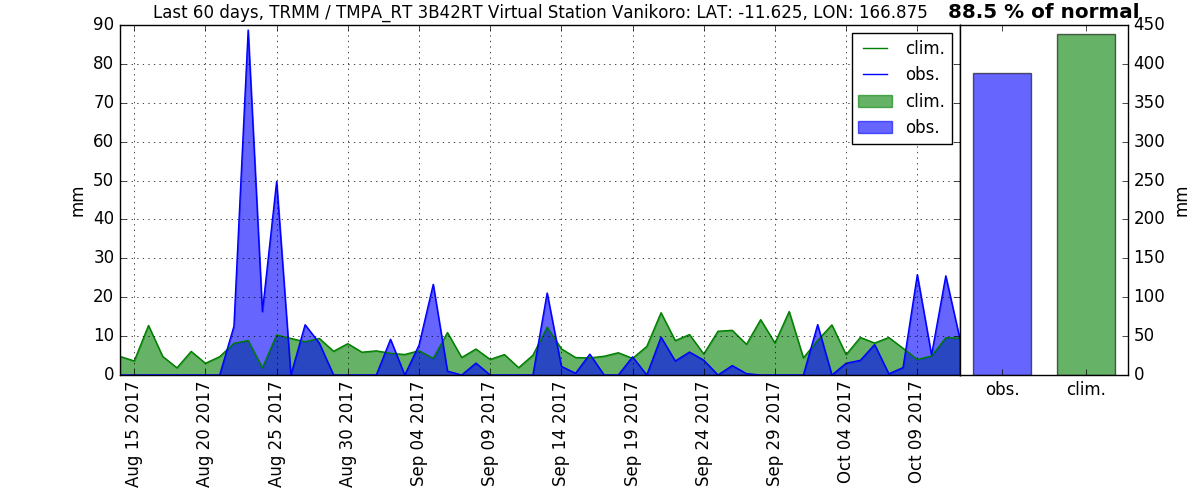 Last 60 days, TRMM / TMPA_RT 3B42RT Virtual Station Vanikoro: LAT: -11.625, LON: 166.875
88.5 % of normal
90
80
70
60
50
40
30
20
10
0
mm
clim.
obs.
clim.
obs.
450
400
350
300
250
200
150
100
50
0
mm
Aug 15 2017
Aug 20 2017
Aug 25 2017
Aug 30 2017
Sep 04 2017
Sep 09 2017
Sep 14 2017
Sep 19 2017
Sep 24 2017
Sep 29 2017
Oct 04 2017
Oct 09 2017
obs.
clim.